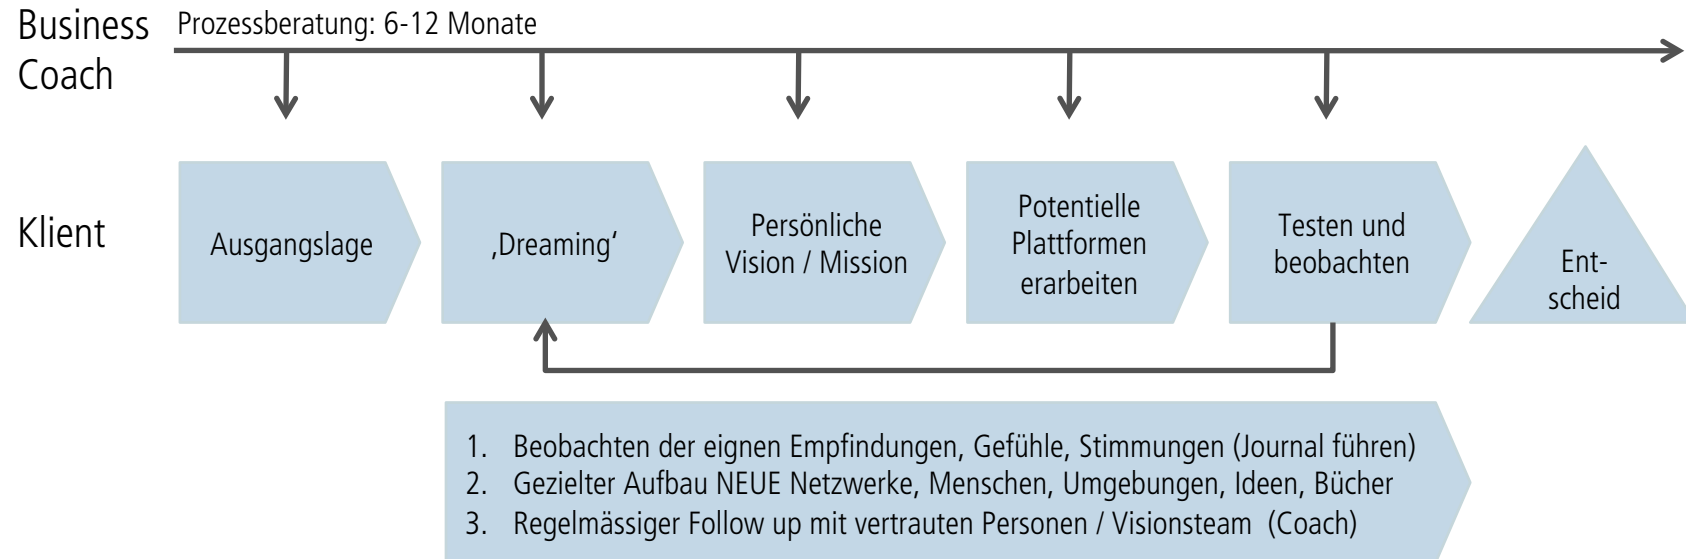 Business
Coach
Prozessberatung: 6-12 Monate
Klient
Ausgangslage
‚Dreaming‘
Persönliche
Vision / Mission
Potentielle
Plattformen
erarbeiten
Testen und
beobachten
Ent-
scheid
1. Beobachten der eignen Empfindungen, Gefühle, Stimmungen (Journal führen)
2. Gezielter Aufbau NEUE Netzwerke, Menschen, Umgebungen, Ideen, Bücher
3. Regelmässiger Follow up mit vertrauten Personen / Visionsteam (Coach)